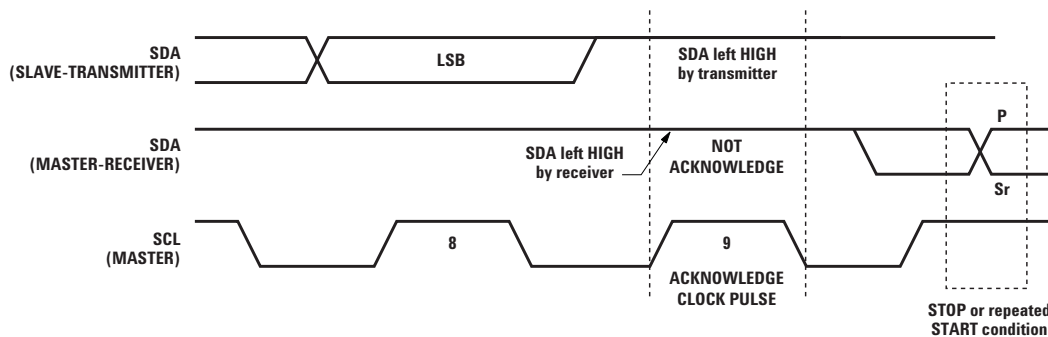 SDA
(SLAVE-TRANSMITTER)
LSB
SDA left HIGH
by transmitter
SDA
(MASTER-RECEIVER)
SDA left HIGH
by receiver
NOT
ACKNOWLEDGE
P
Sr
SCL
(MASTER)
8
9
ACKNOWLEDGE
CLOCK PULSE
STOP or repeated
START condition